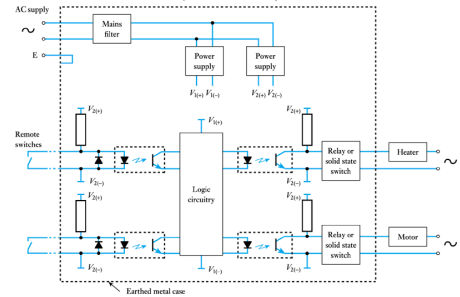 AC supply
Mains
filter
E
Power
supply
Power
supply
V1(+) V1(−) V2(+) V2(−)
V2(+)
V1(+)
V2(+)
Remote
switches
Relay or
solid state
switch
Heater
V2(−)
V2(−)
Logic
circuitry
V2(+)
V2(+)
Relay or
solid state
switch
Motor
V2(−)
V1(−)
V2(−)
Earthed metal case